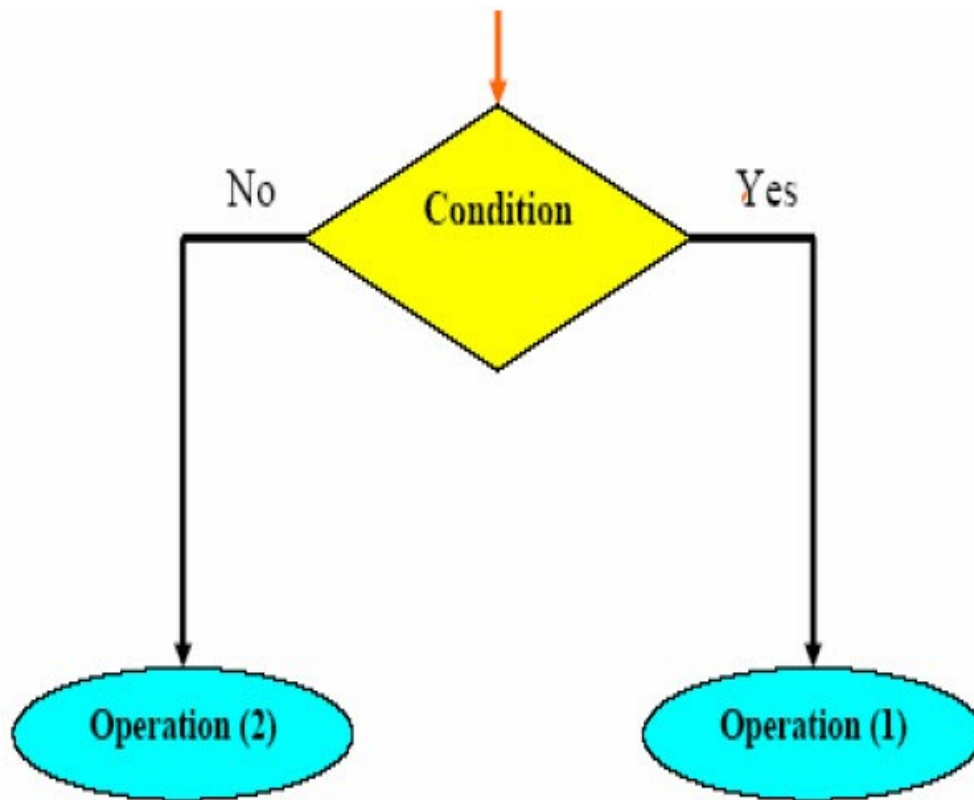 No
Yes
Condition
Operation (2)
Operation (1)